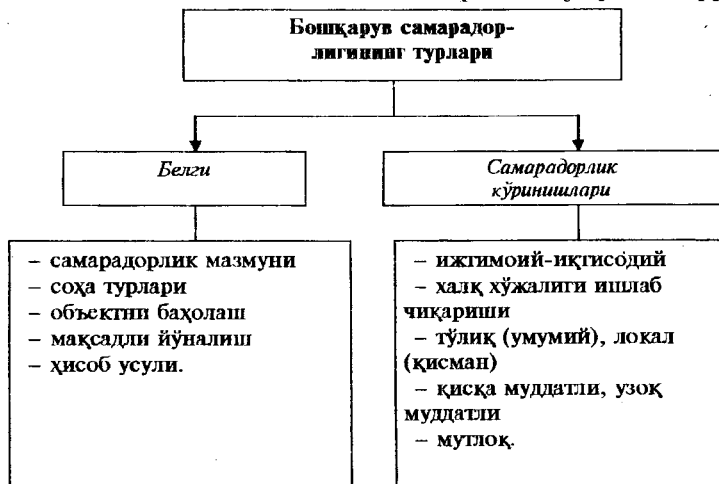 Бошқарув самарадор-
лигининг турлари
Белги
Самарадорлик
кўринишлари
– самарадорлик мазмуни
– соҳа турлари
– объектни баҳолаш
– мақсадли йўналиш
– ҳисоб усули.
– ижтимоий-иқтисодий
– халқ хўжалиги ишлаб
чиқариши
– тўлиқ (умумий), локал
(қисман)
– қисқа муддатли, узоқ
муддатли
– мутлоқ.